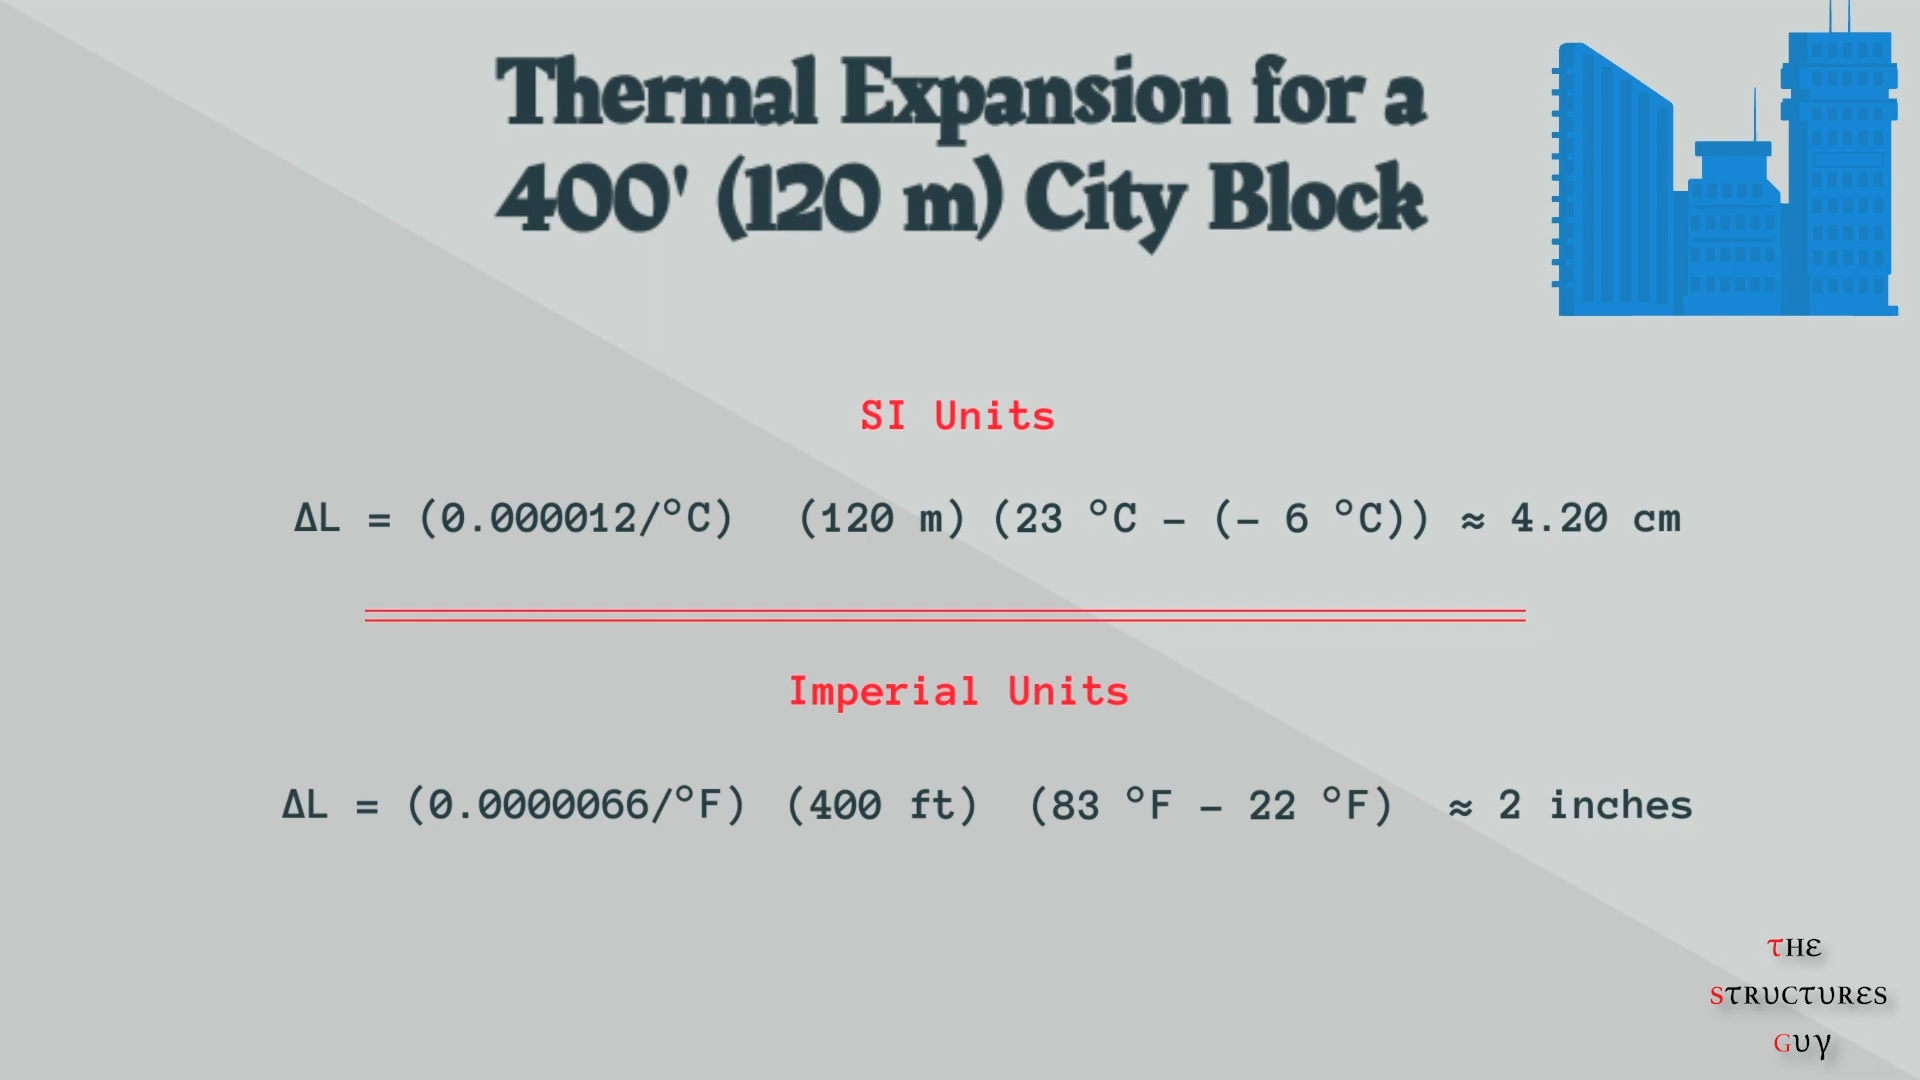 Thermal Expansion for a
400' (120 m) City Block
SI Units
ΔL = (0.000012/°C) (120 m) (23 °C – (– 6 °C)) ≈ 4.20 cm
Imperial Units
ΔL = (0.0000066/°F) (400 ft) (83 °F – 22 °F) ≈ 2 inches
THE
STRUCTURES
GUY